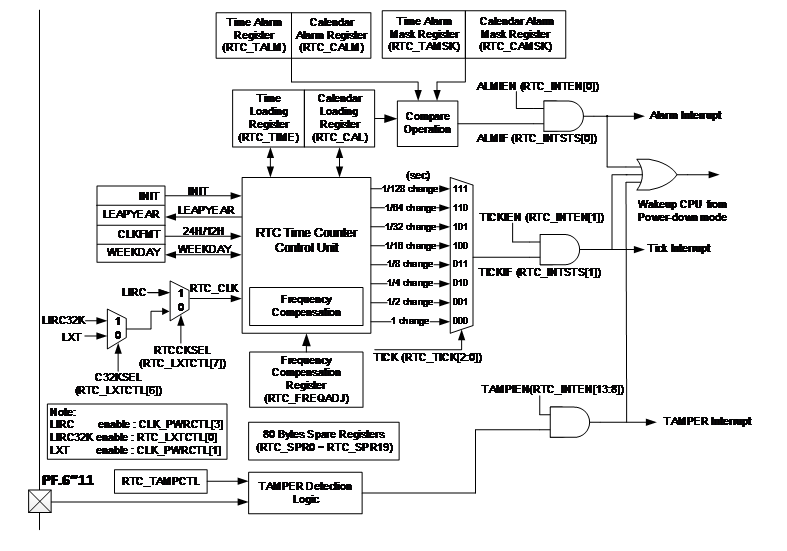 Time Alarm
Register
(RTC_TALM)
Calendar
Alarm Register
(RTC_CALM)
Time Alarm
Mask Register
(RTC_TAMSK)
Calendar Alarm
Mask Register
(RTC_CAMSK)
Time
Loading
Register
(RTC_TIME)
Calendar
Loading
Register
(RTC_CAL)
Compare
Operation
ALMIEN (RTC_INTEN[0])
ALMIF (RTC_INTSTS[0])
Alarm Interrupt
Wakeup CPU from
Power-down mode
INIT
LEAPYEAR
CLKFMT
WEEKDAY
INIT
LEAPYEAR
24H/12H
WEEKDAY
RTC Time Counter
Control Unit
Frequency
Compensation
(sec)
1/128 change
1/64 change
1/32 change
1/16 change
1/8 change
1/4 change
1/2 change
1 change
111
110
101
100
011
010
001
000
TICK (RTC_TICK[2:0])
TICKIEN (RTC_INTEN[1])
TICKIF (RTC_INTSTS[1])
Tick Interrupt
LIRC
1
0
RTC_CLK
LIRC32K
LXT
1
0
RTCCKSEL
(RTC_LXTCTL[7])
C32KSEL
(RTC_LXTCTL[6])
Frequency
Compensation
Register
(RTC_FREQADJ)
TAMPIEN(RTC_INTEN[13:8])
TAMPER Interrupt
Note:
LIRC enable : CLK_PWRCTL[3]
LIRC32K enable : RTC_LXTCTL[0]
LXT enable : CLK_PWRCTL[1]
80 Bytes Spare Registers
(RTC_SPR0 ~ RTC_SPR19)
PF.6~11
RTC_TAMPCTL
TAMPER Detection
Logic